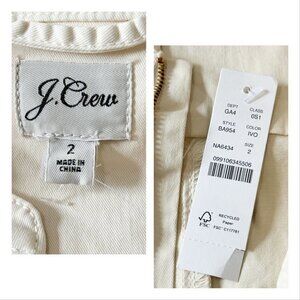 J.Crew
2
MADE IN
CHINA
DEPT CLASS
GA4 0S1
STYLE COLOR
BA954 IVO
SIZE
NA6434 2
099106345506
FSC
RECYCLED
Paper
FSC® C117781